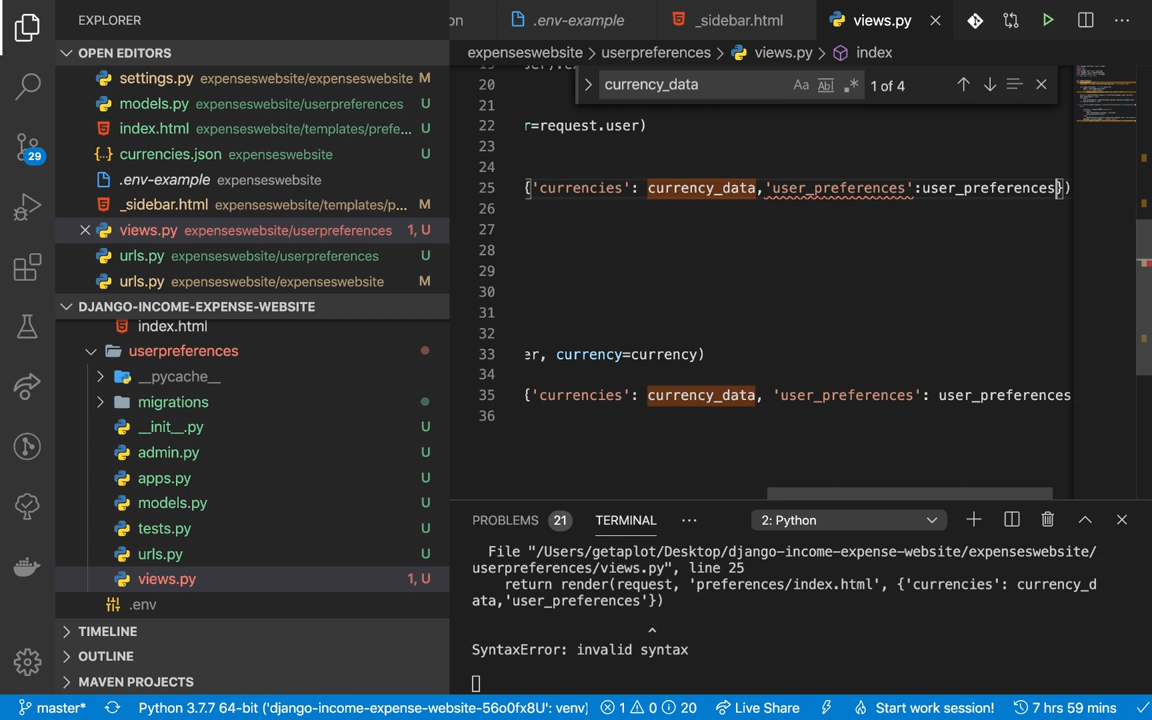 EXPLORER
OPEN EDITORS
settings.py expenseswebsite/expenseswebsite M
models.py expenseswebsite/userpreferences U
index.html expenseswebsite/templates/prefe... U
{..} currencies.json expenseswebsite U
.env-example expenseswebsite
_sidebar.html expenseswebsite/templates/p... M
views.py expenseswebsite/userpreferences 1, U
urls.py expenseswebsite/userpreferences U
urls.py expenseswebsite/expenseswebsite M
DJANGO-INCOME-EXPENSE-WEBSITE
index.html
userpreferences
__pycache__
migrations
__init__.py U
admin.py U
apps.py U
models.py U
tests.py U
urls.py U
views.py 1, U
.env
TIMELINE
OUTLINE
MAVEN PROJECTS
29
on .env-example _sidebar.html views.py
expenseswebsite > userpreferences > views.py > index
currency_data Aa Abl .* 1 of 4
19
20
21
22 r=request.user)
23
24
25 {'currencies': currency_data,'user_preferences':user_preferences})
26
27
28
29
30
31
32
33 er, currency=currency)
34
35 {'currencies': currency_data, 'user_preferences': user_preferences
36
PROBLEMS 21 TERMINAL ... 2: Python
File "/Users/getaplot/Desktop/django-income-expense-website/expenseswebsite/
userpreferences/views.py", line 25
return render(request, 'preferences/index.html', {'currencies': currency_d
ata,'user_preferences'})
^
SyntaxError: invalid syntax
master* Python 3.7.7 64-bit ('django-income-expense-website-56o0fx8U': venv) 1 0 20 Live Share Start work session! 7 hrs 59 mins